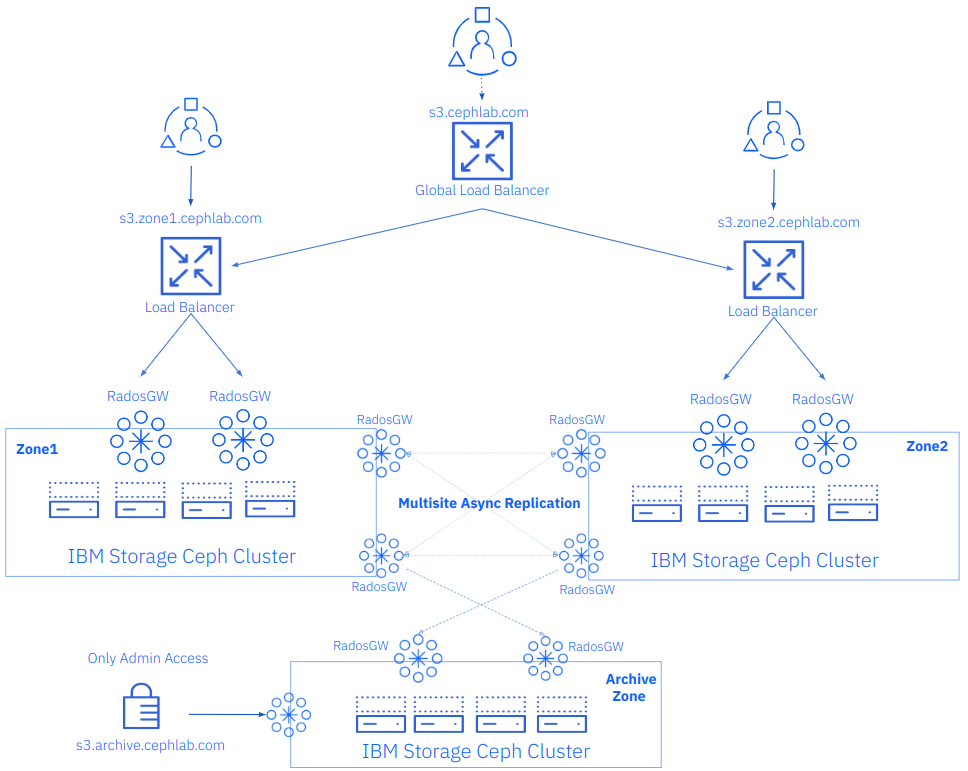 s3.cephlab.com
Global Load Balancer
s3.zone1.cephlab.com
s3.zone2.cephlab.com
Load Balancer
Load Balancer
RadosGW
RadosGW
RadosGW
RadosGW
RadosGW
RadosGW
Zone1
Zone2
Multisite Async Replication
IBM Storage Ceph Cluster
IBM Storage Ceph Cluster
RadosGW
RadosGW
RadosGW
RadosGW
Only Admin Access
Archive
Zone
s3.archive.cephlab.com
IBM Storage Ceph Cluster